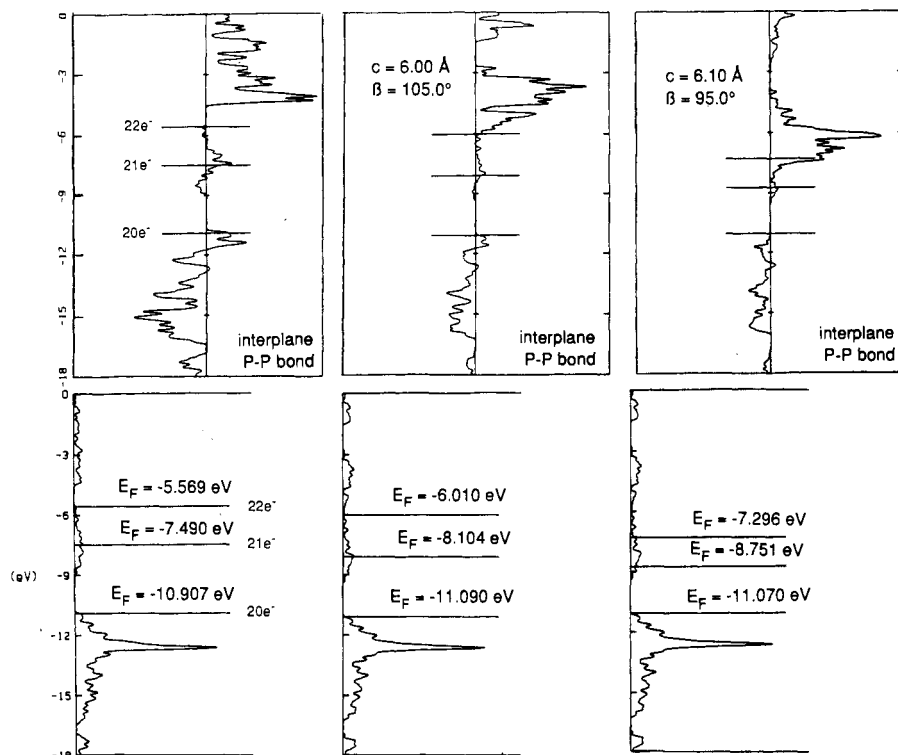 0
-3
-6
-9
-12
-15
-18
22e⁻
21e⁻
20e⁻
interplane
P-P bond
c = 6.00 Å
ß = 105.0°
interplane
P-P bond
c = 6.10 Å
ß = 95.0°
interplane
P-P bond
0
-3
-6
-9
(eV)
-12
-15
-18
E_F = -5.569 eV
22e⁻
E_F = -7.490 eV
21e⁻
E_F = -10.907 eV
20e⁻
E_F = -6.010 eV
E_F = -8.104 eV
E_F = -11.090 eV
E_F = -7.296 eV
E_F = -8.751 eV
E_F = -11.070 eV